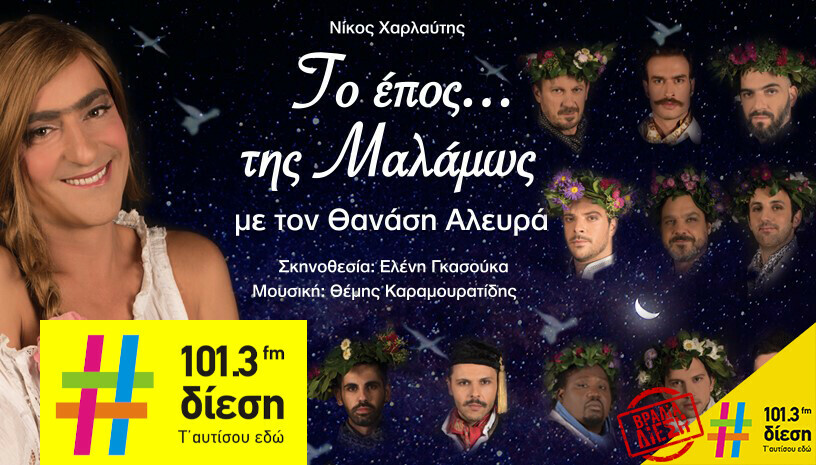 Νίκος Χαρλαύτης
Το έπος...
της Μαλάμως
με τον Θανάση Αλευρά
Σκηνοθεσία: Ελένη Γκασούκα
Μουσική: Θέμης Καραμουρατίδης
101.3 fm
δίεση
Τ'αυτίσου εδώ
ΒΡΑΔΙΑ
ΔΙΕΣΗ
101.3 fm
δίεση
Τ'αυτίσου εδώ